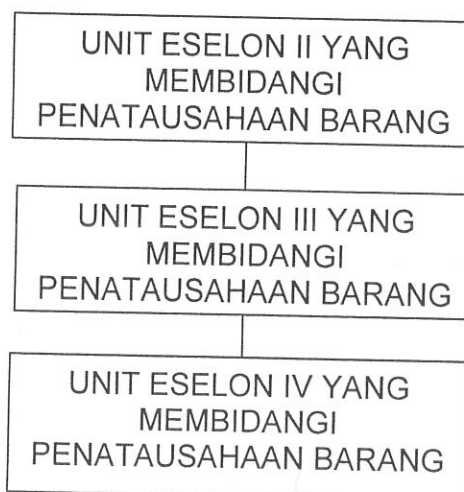 UNIT ESELON II YANG
MEMBIDANGI
PENATAUSAHAAN BARANG
UNIT ESELON III YANG
MEMBIDANGI
PENATAUSAHAAN BARANG
UNIT ESELON IV YANG
MEMBIDANGI
PENATAUSAHAAN BARANG